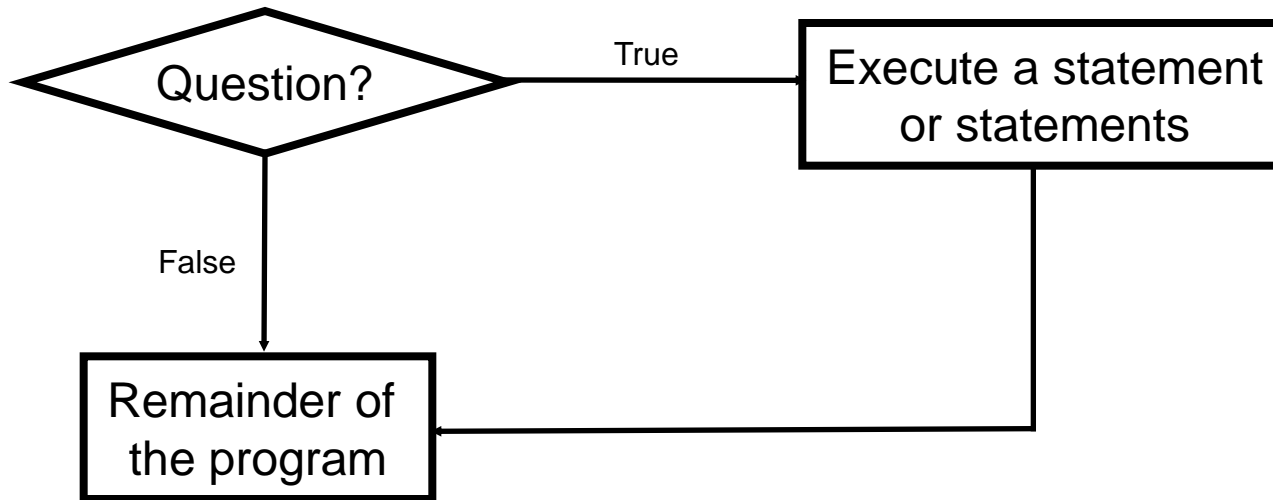 Question?
True
Execute a statement
or statements
False
Remainder of
the program